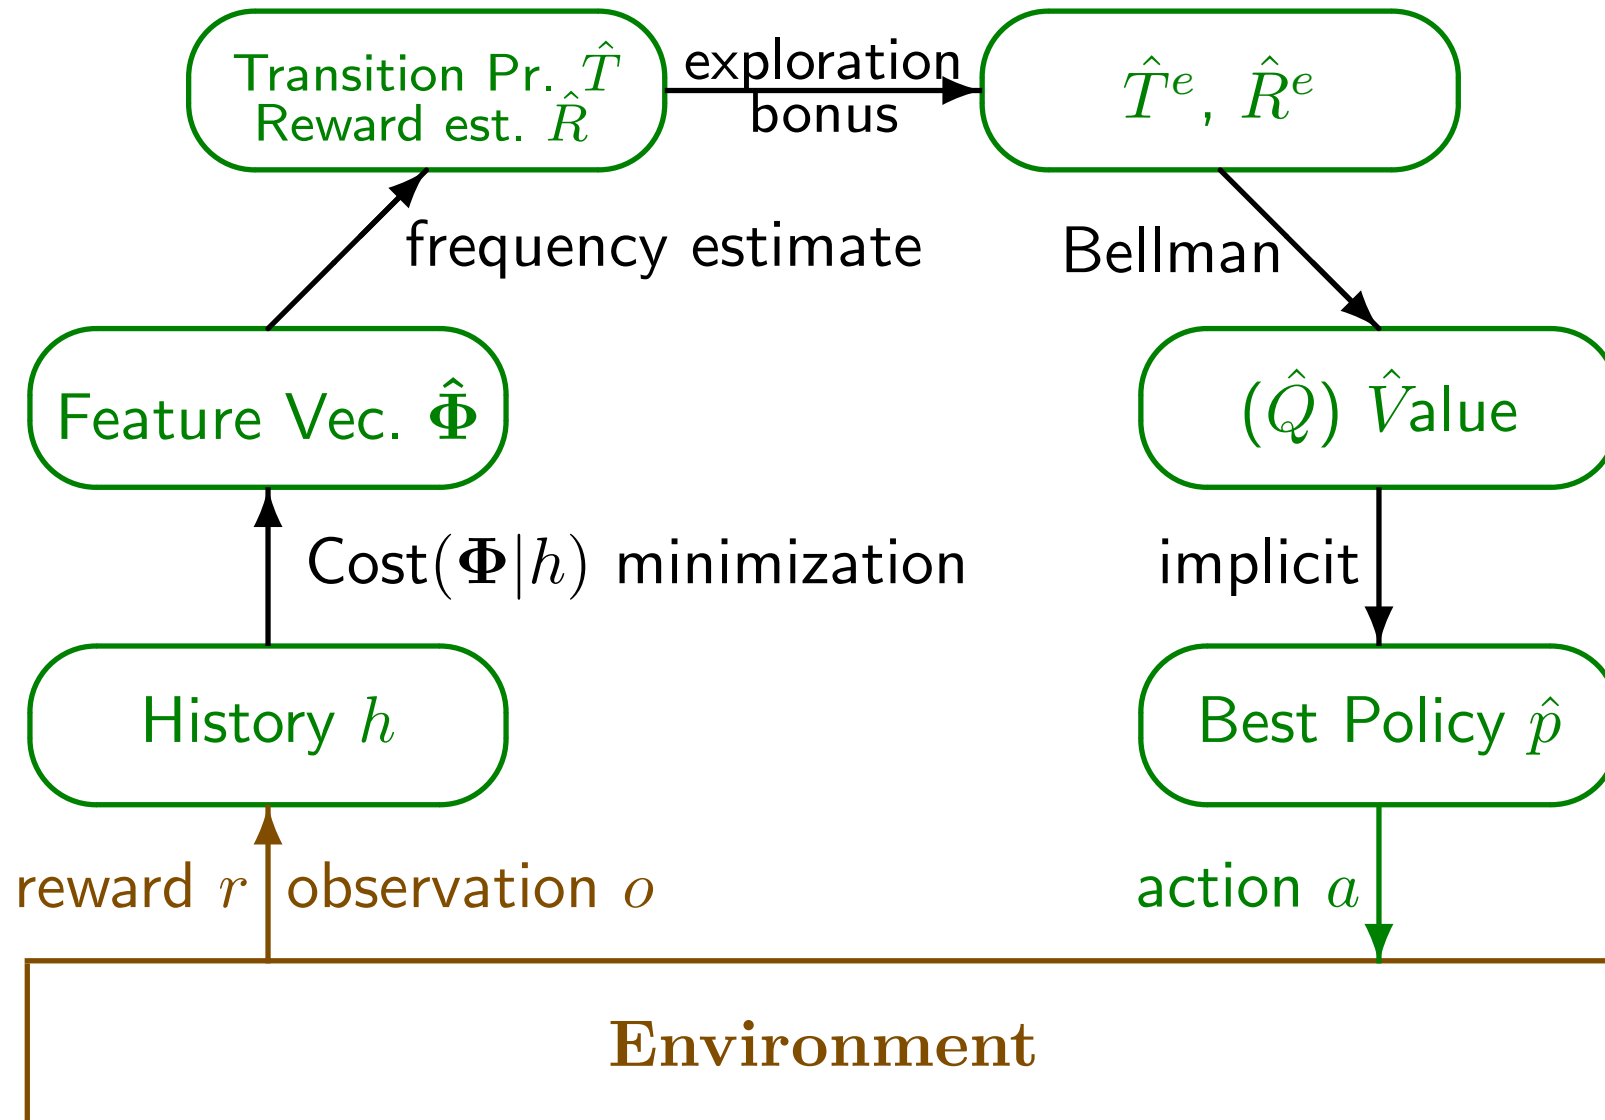 Transition Pr. T̂
Reward est. R̂
exploration
bonus
T̂ᵉ, R̂ᵉ
frequency estimate
Bellman
Feature Vec. Φ̂
(Q̂) V̂alue
Cost(Φ|h) minimization
implicit
History h
Best Policy p̂
reward r observation o
action a
Environment